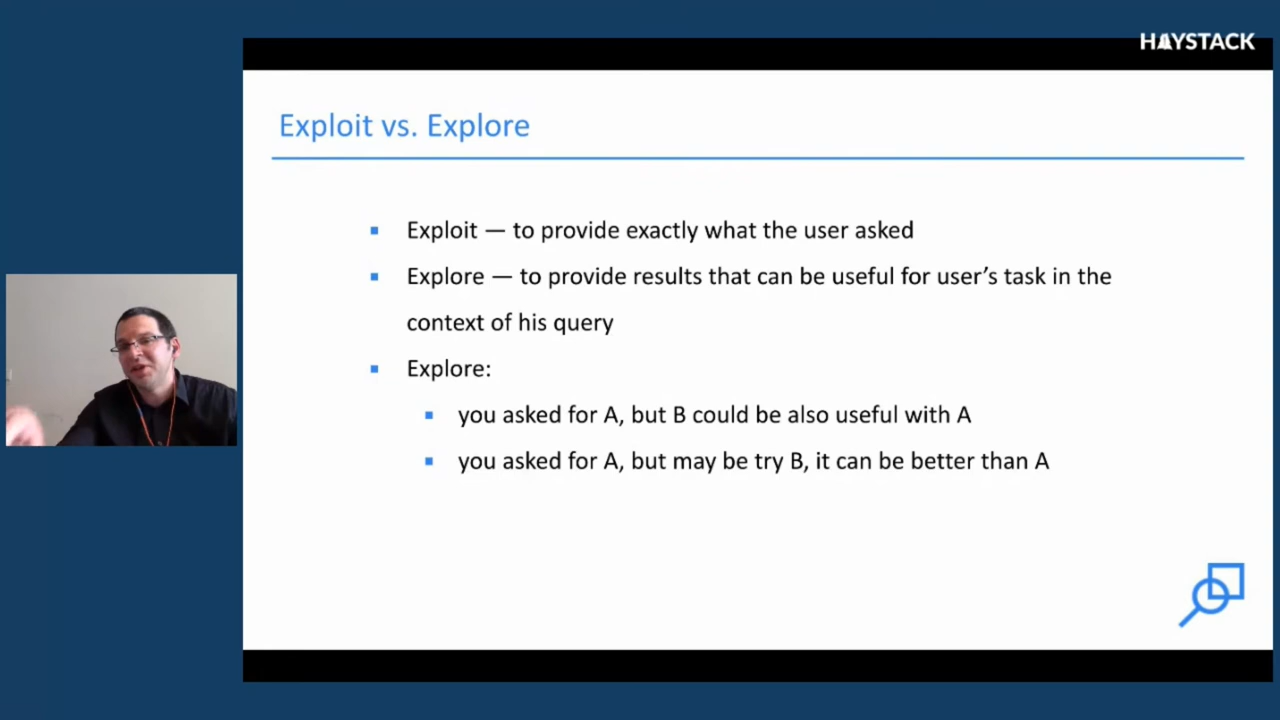 HAYSTACK
Exploit vs. Explore
Exploit — to provide exactly what the user asked
Explore — to provide results that can be useful for user’s task in the
context of his query
Explore:
you asked for A, but B could be also useful with A
you asked for A, but may be try B, it can be better than A